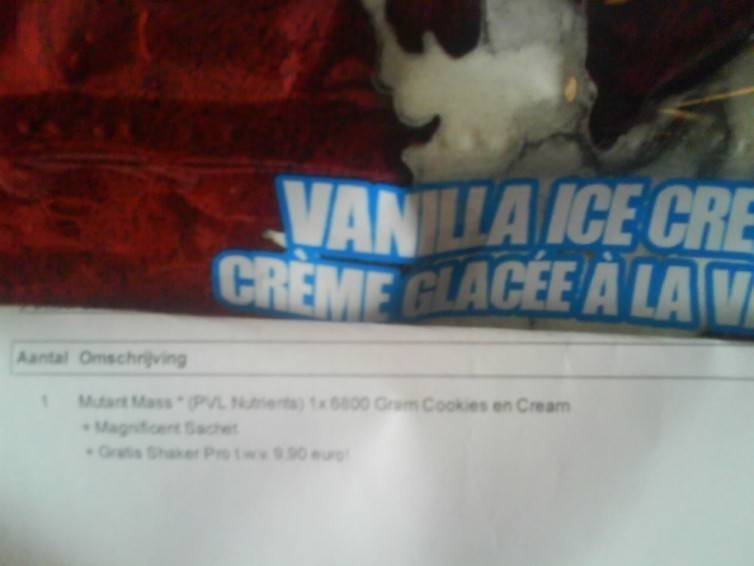 VANILLA ICE CRE
CRÈME GLACÉE À LA V
Aantal Omschrijving
1 Mutant Mass * (PVL Nutrients) 1x 6800 Gram Cookies en Cream
+ Magnificent Sachet
+ Gratis Shaker Pro t.w.v. 9,90 euro!